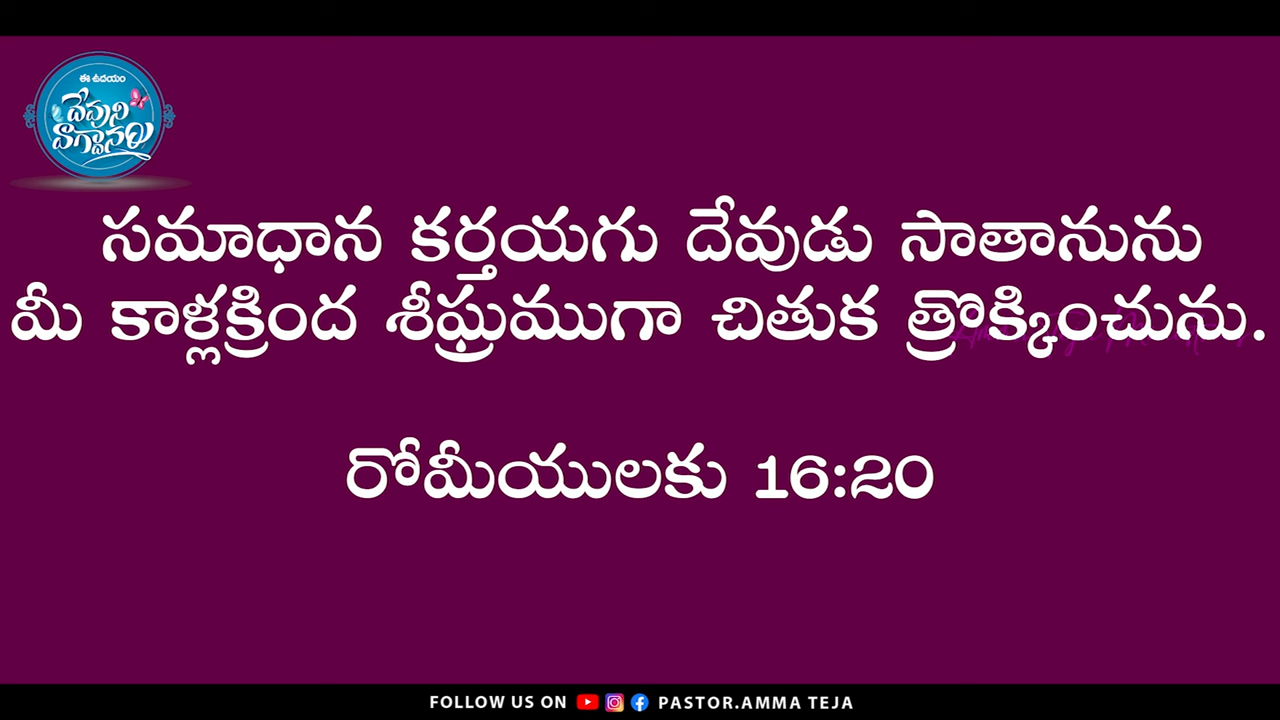 ఈ ఉదయం
దేవుని
వాగ్దానం
సమాధాన కర్తయగు దేవుడు సాతానును
మీ కాళ్లక్రింద శీఘ్రముగా చితుక త్రొక్కించును.
రోమీయులకు 16:20
FOLLOW US ON PASTOR.AMMA TEJA